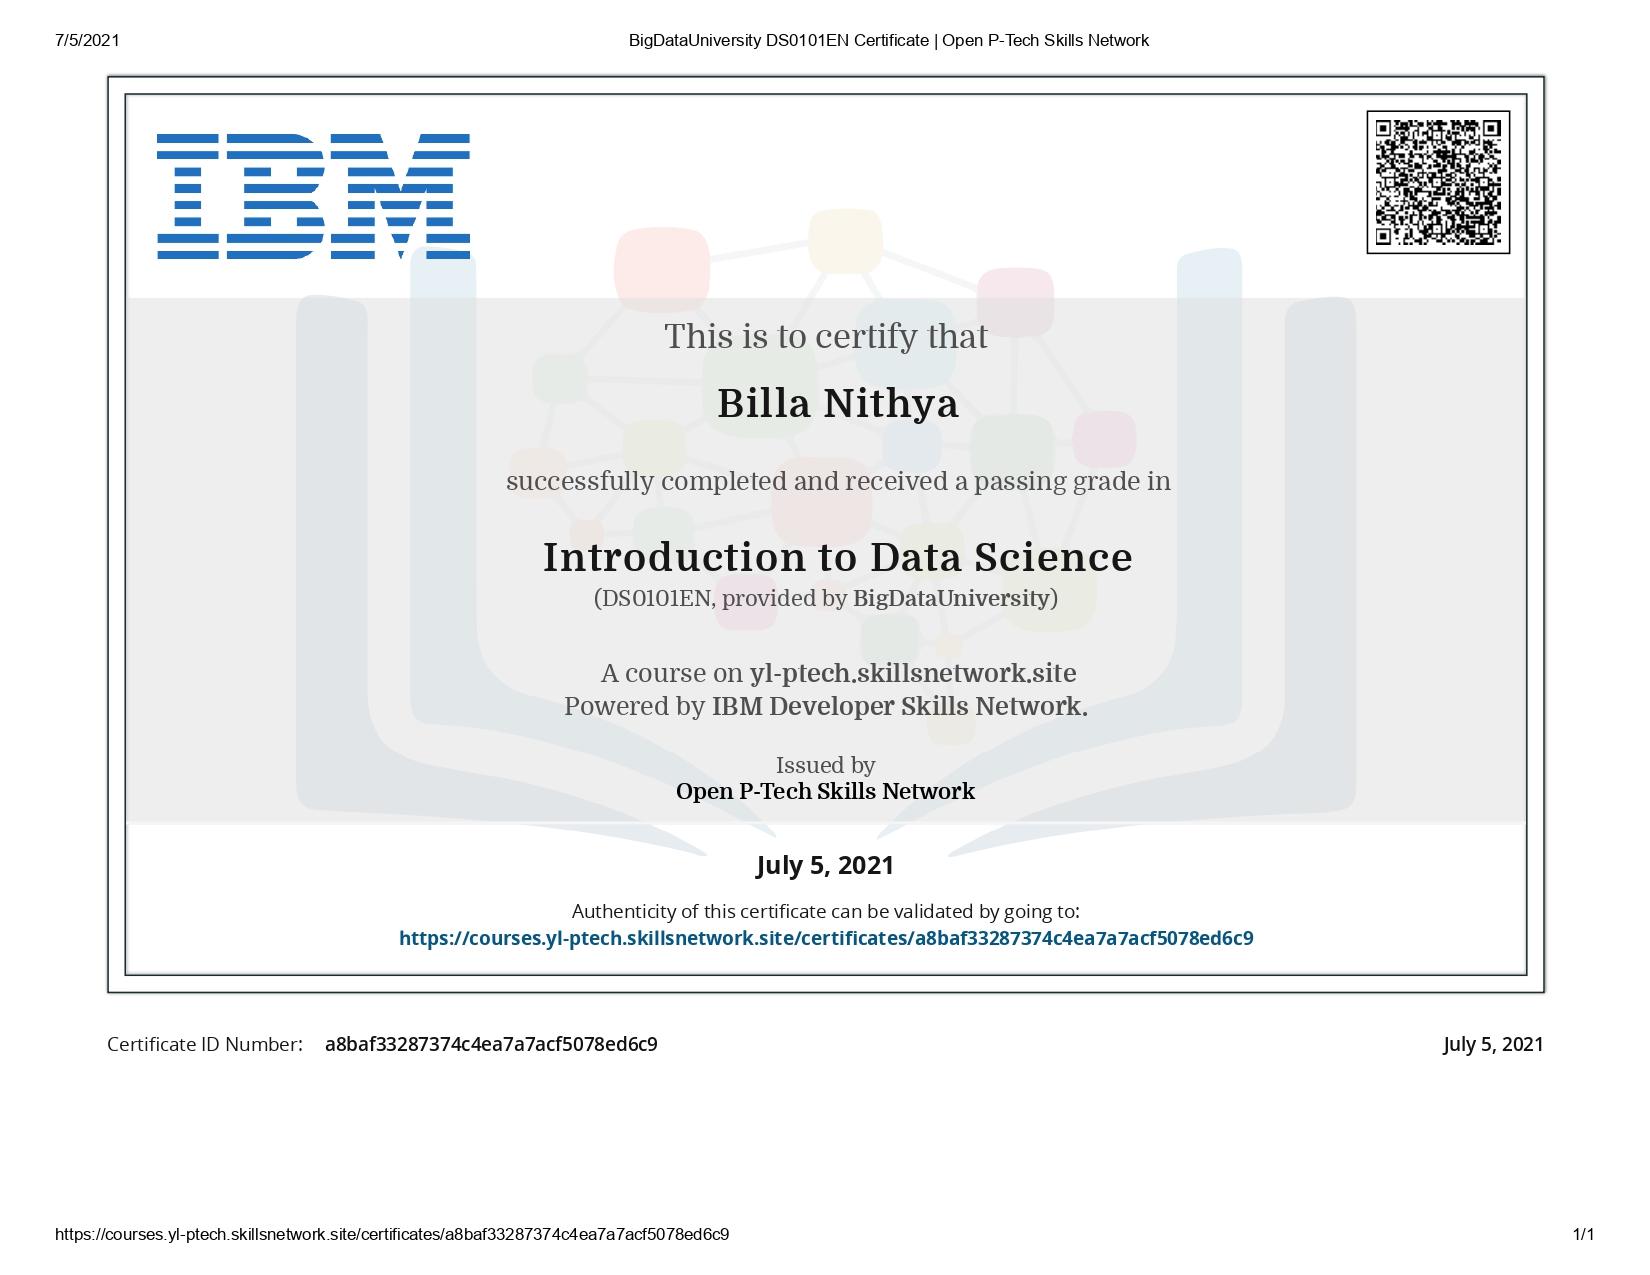 7/5/2021
BigDataUniversity DS0101EN Certificate | Open P-Tech Skills Network
IBM
This is to certify that
Billa Nithya
successfully completed and received a passing grade in
Introduction to Data Science
(DS0101EN, provided by BigDataUniversity)
A course on yl-ptech.skillsnetwork.site
Powered by IBM Developer Skills Network.
Issued by
Open P-Tech Skills Network
July 5, 2021
Authenticity of this certificate can be validated by going to:
https://courses.yl-ptech.skillsnetwork.site/certificates/a8baf33287374c4ea7a7acf5078ed6c9
Certificate ID Number: a8baf33287374c4ea7a7acf5078ed6c9
July 5, 2021
https://courses.yl-ptech.skillsnetwork.site/certificates/a8baf33287374c4ea7a7acf5078ed6c9
1/1